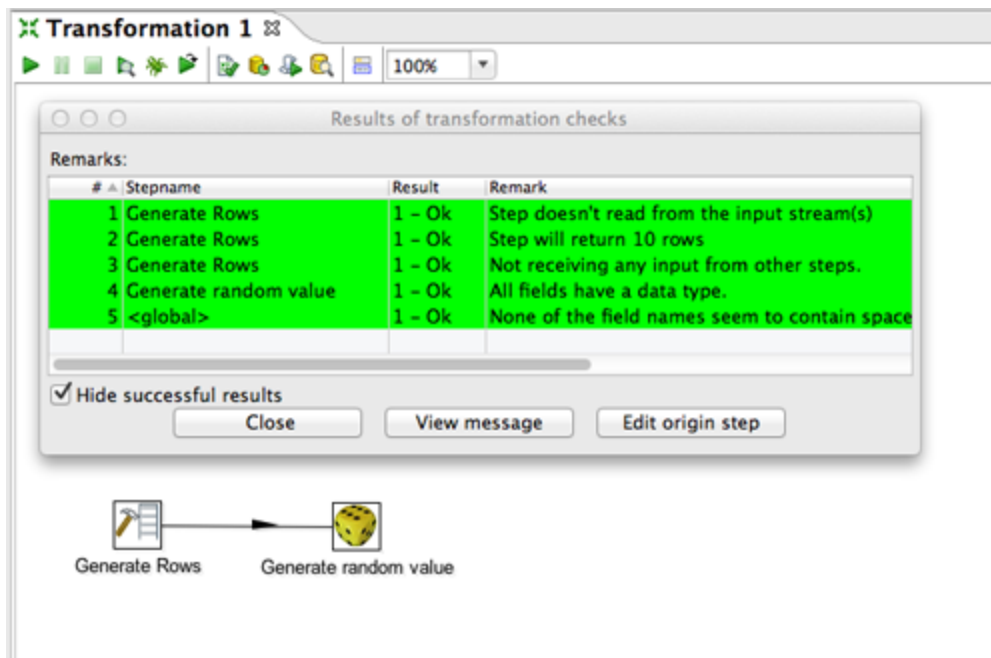 Transformation 1
100%
Results of transformation checks
Remarks:
# Stepname Result Remark
1 Generate Rows 1 - Ok Step doesn't read from the input stream(s)
2 Generate Rows 1 - Ok Step will return 10 rows
3 Generate Rows 1 - Ok Not receiving any input from other steps.
4 Generate random value 1 - Ok All fields have a data type.
5 <global> 1 - Ok None of the field names seem to contain space
Hide successful results
Close View message Edit origin step
Generate Rows Generate random value